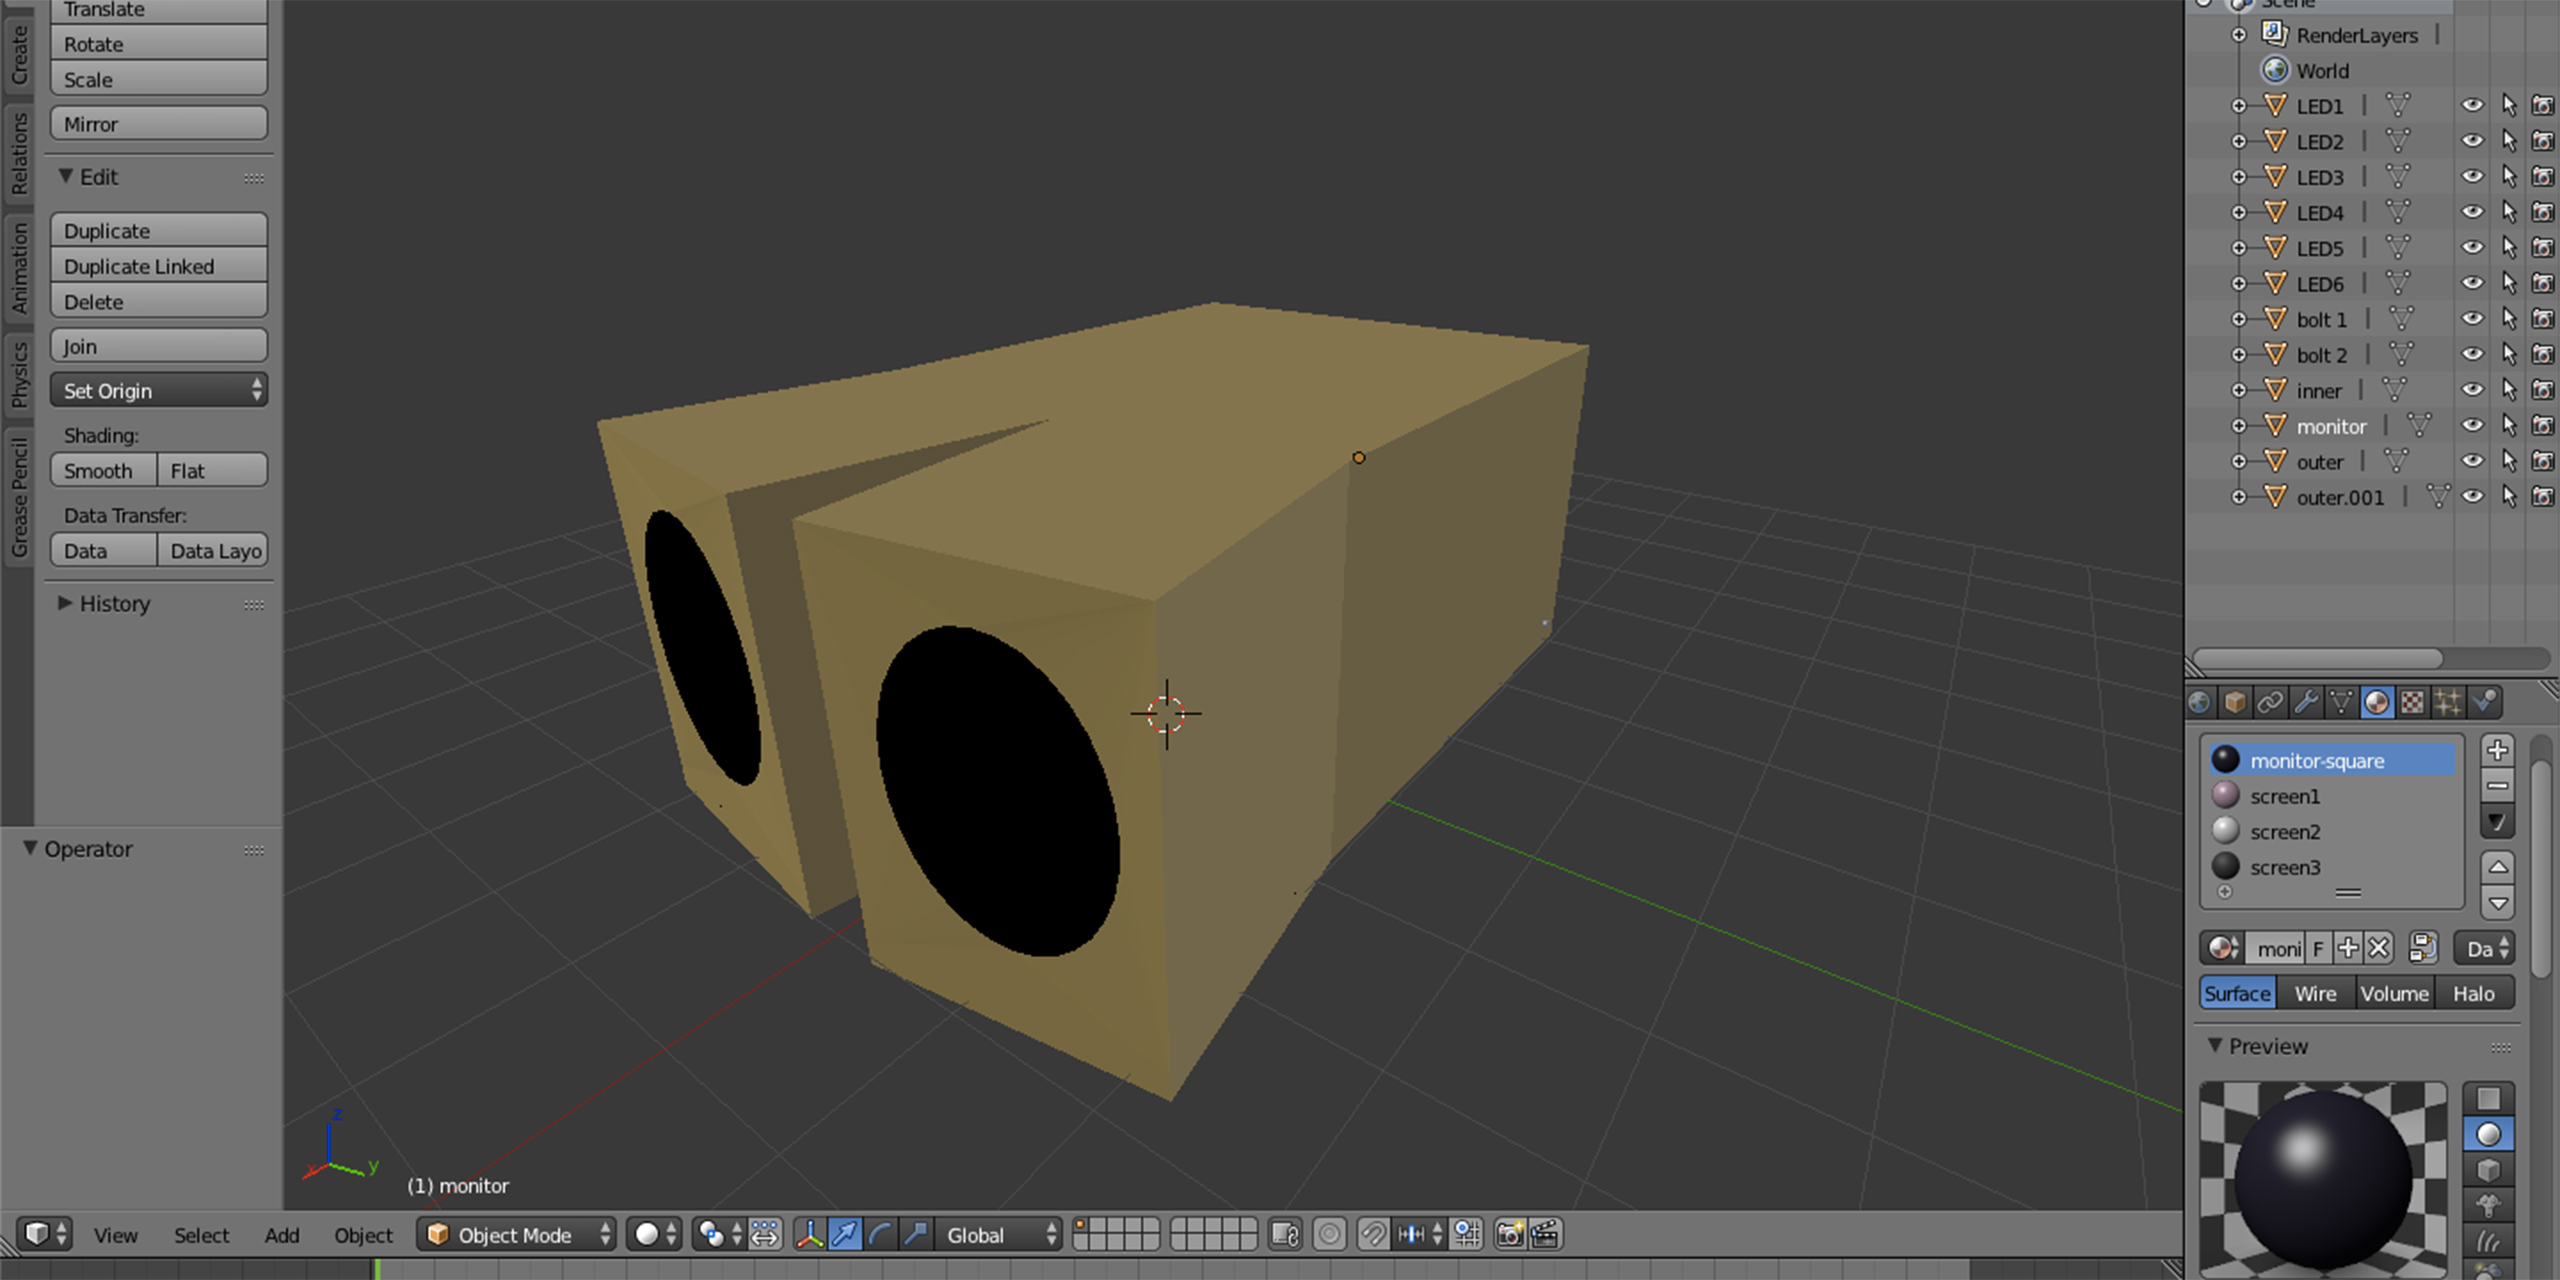 Create
Relations
Animation
Physics
Grease Pencil
Translate
Rotate
Scale
Mirror
Edit
Duplicate
Duplicate Linked
Delete
Join
Set Origin
Shading:
Smooth Flat
Data Transfer:
Data Data Layo
History
Operator
z
x y
(1) monitor
View Select Add Object Object Mode Global
Scene
RenderLayers
World
LED1
LED2
LED3
LED4
LED5
LED6
bolt 1
bolt 2
inner
monitor
outer
outer.001
monitor-square
screen1
screen2
screen3
moni F Da
Surface Wire Volume Halo
Preview